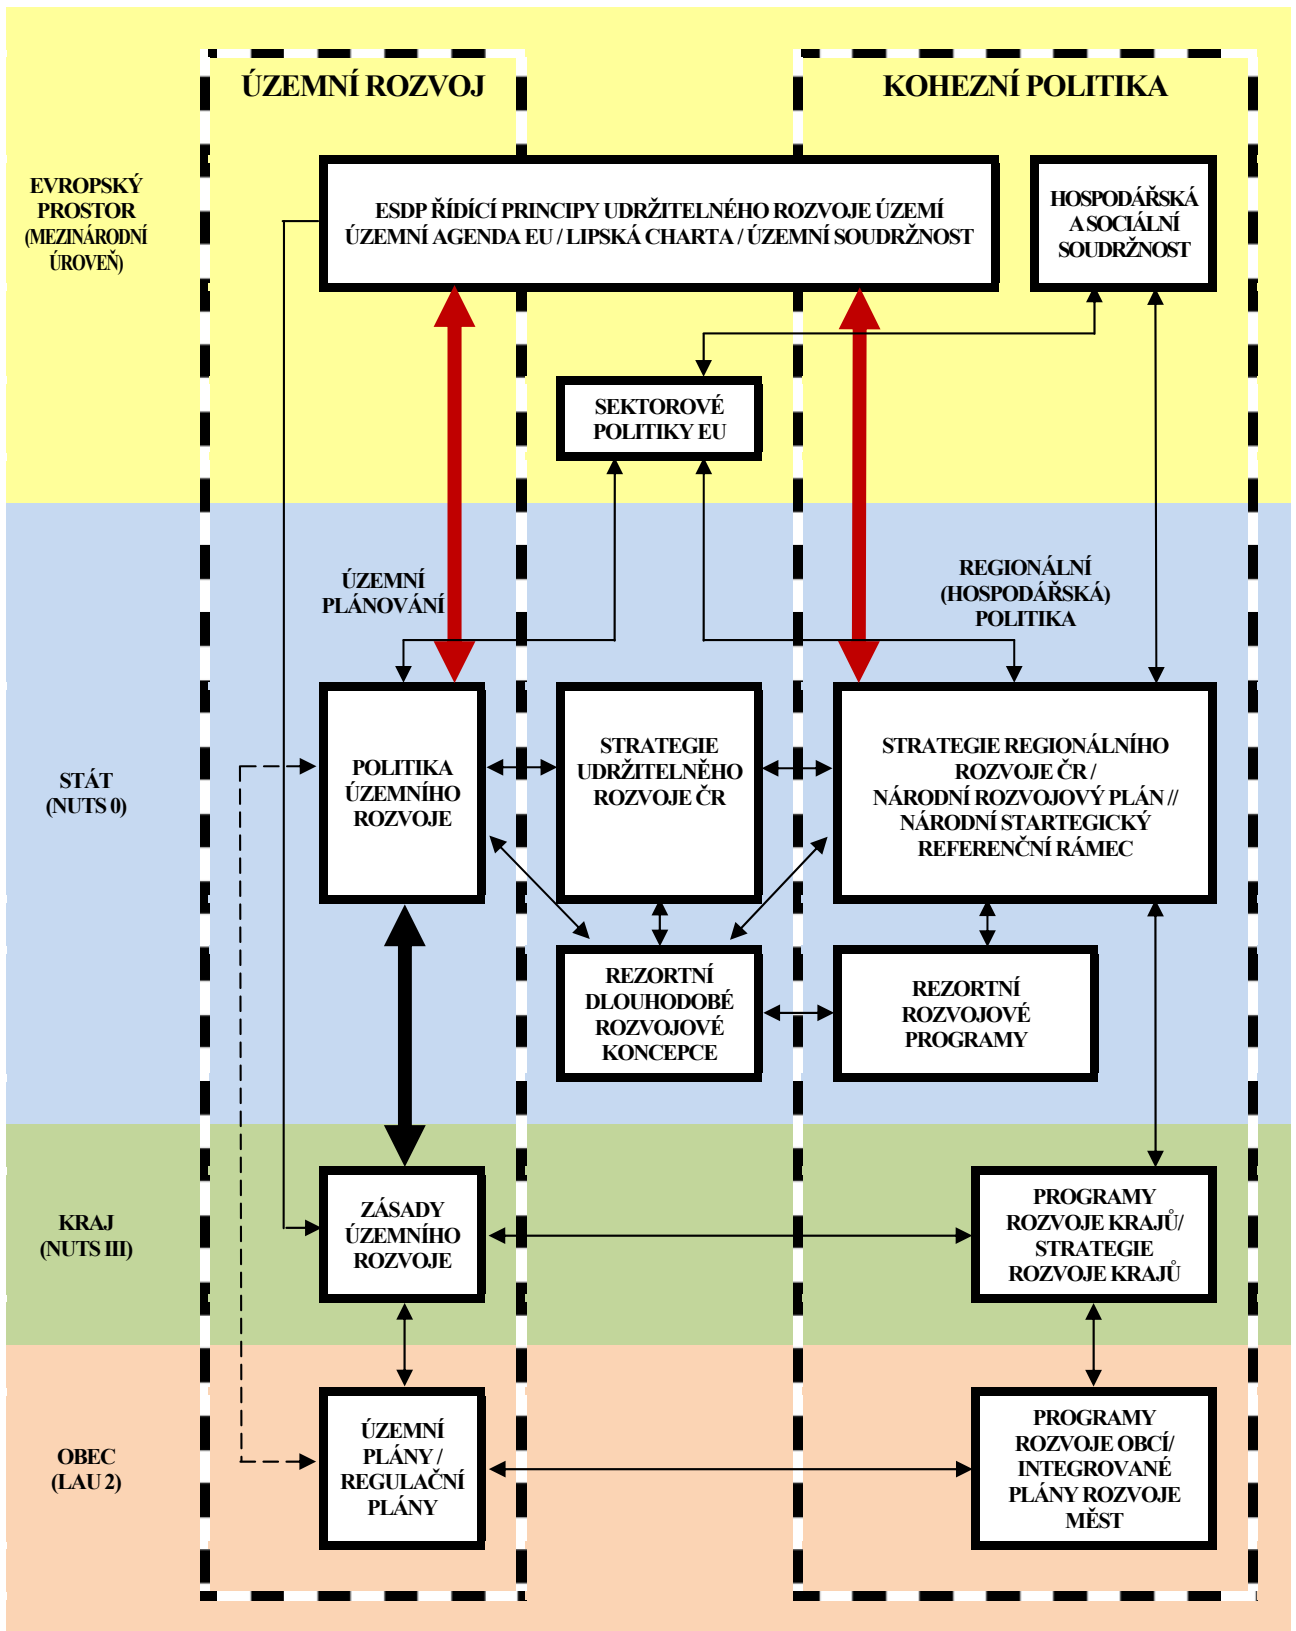 ÚZEMNÍ ROZVOJ
KOHEZNÍ POLITIKA
EVROPSKÝ
PROSTOR
(MEZINÁRODNÍ
ÚROVEŇ)
ESDP ŘÍDÍCÍ PRINCIPY UDRŽITELNÉHO ROZVOJE ÚZEMÍ
ÚZEMNÍ AGENDA EU / LIPSKÁ CHARTA / ÚZEMNÍ SOUDRŽNOST
HOSPODÁŘSKÁ
A SOCIÁLNÍ
SOUDRŽNOST
SEKTOROVÉ
POLITIKY EU
ÚZEMNÍ
PLÁNOVÁNÍ
REGIONÁLNÍ
(HOSPODÁŘSKÁ)
POLITIKA
STÁT
(NUTS 0)
POLITIKA
ÚZEMNÍHO
ROZVOJE
STRATEGIE
UDRŽITELNÉHO
ROZVOJE ČR
STRATEGIE REGIONÁLNÍHO
ROZVOJE ČR /
NÁRODNÍ ROZVOJOVÝ PLÁN //
NÁRODNÍ STARTEGICKÝ
REFERENČNÍ RÁMEC
REZORTNÍ
DLOUHODOBÉ
ROZVOJOVÉ
KONCEPCE
REZORTNÍ
ROZVOJOVÉ
PROGRAMY
KRAJ
(NUTS III)
ZÁSADY
ÚZEMNÍHO
ROZVOJE
PROGRAMY
ROZVOJE KRAJŮ/
STRATEGIE
ROZVOJE KRAJŮ
OBEC
(LAU 2)
ÚZEMNÍ
PLÁNY /
REGULAČNÍ
PLÁNY
PROGRAMY
ROZVOJE OBCÍ/
INTEGROVANÉ
PLÁNY ROZVOJE
MĚST